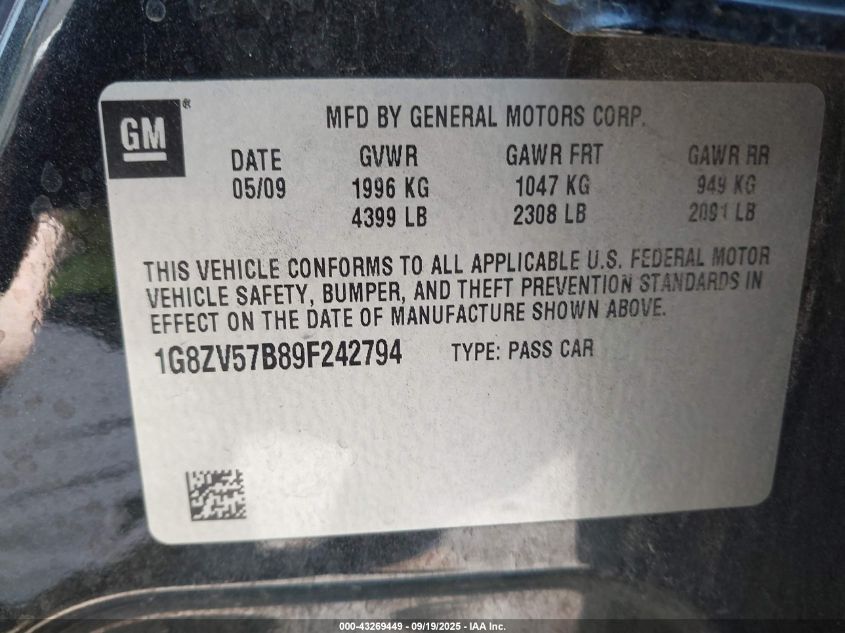 GM
MFD BY GENERAL MOTORS CORP.
DATE GVWR GAWR FRT GAWR RR
05/09 1996 KG 1047 KG 949 KG
4399 LB 2308 LB 2091 LB
THIS VEHICLE CONFORMS TO ALL APPLICABLE U.S. FEDERAL MOTOR
VEHICLE SAFETY, BUMPER, AND THEFT PREVENTION STANDARDS IN
EFFECT ON THE DATE OF MANUFACTURE SHOWN ABOVE.
1G8ZV57B89F242794 TYPE: PASS CAR
000-43269449 - 09/19/2025 - IAA Inc.